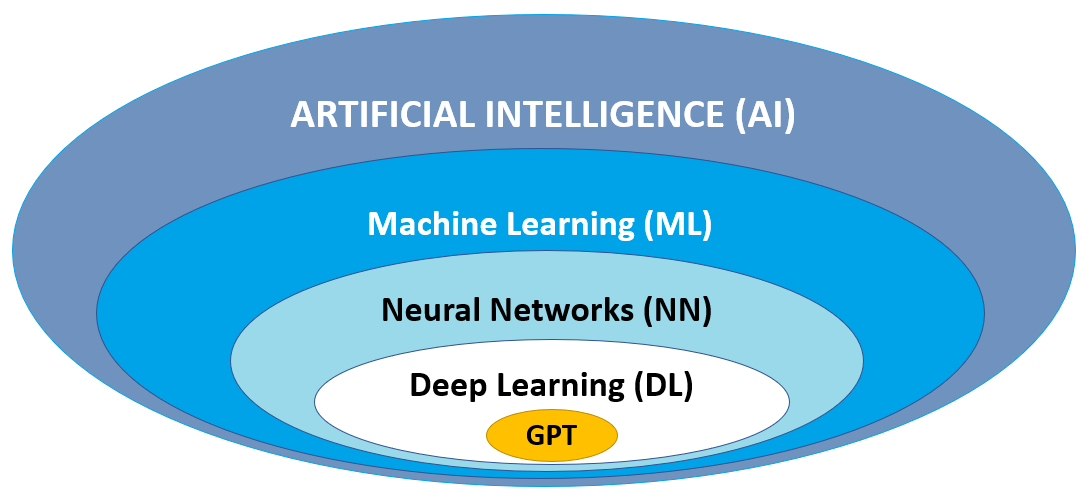 ARTIFICIAL INTELLIGENCE (AI)
Machine Learning (ML)
Neural Networks (NN)
Deep Learning (DL)
GPT